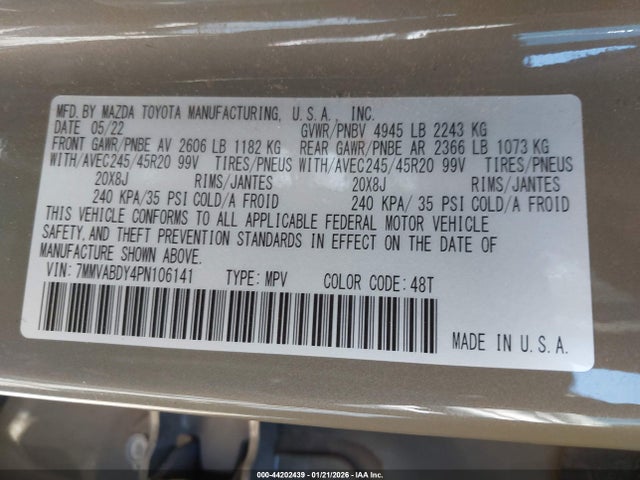 MFD. BY MAZDA TOYOTA MANUFACTURING, U.S.A., INC.
DATE 05/22 GVWR/PNBV 4945 LB 2243 KG
FRONT GAWR/PNBE AV 2606 LB 1182 KG REAR GAWR/PNBE AR 2366 LB 1073 KG
WITH/AVEC245/45R20 99V TIRES/PNEUS WITH/AVEC245/45R20 99V TIRES/PNEUS
20X8J RIMS/JANTES 20X8J RIMS/JANTES
240 KPA/35 PSI COLD/A FROID 240 KPA/ 35 PSI COLD/A FROID
THIS VEHICLE CONFORMS TO ALL APPLICABLE FEDERAL MOTOR VEHICLE
SAFETY,AND THEFT PREVENTION STANDARDS IN EFFECT ON THE DATE OF
MANUFACTURE SHOWN ABOVE.
VIN: 7MMVABDY4PN106141 TYPE: MPV COLOR CODE: 48T
MADE IN U.S.A.
000-44202439 - 01/21/2026 - IAAI, Inc.